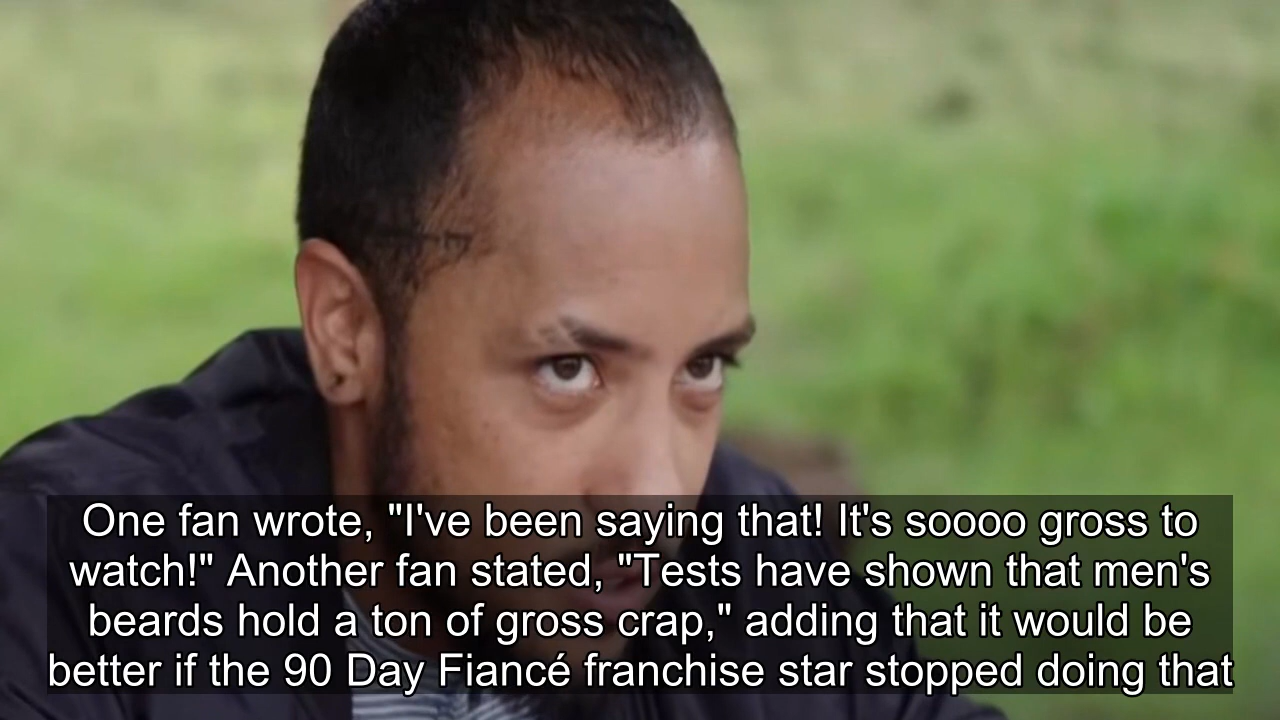 One fan wrote, "I've been saying that! It's soooo gross to
watch!" Another fan stated, "Tests have shown that men's
beards hold a ton of gross crap," adding that it would be
better if the 90 Day Fiancé franchise star stopped doing that